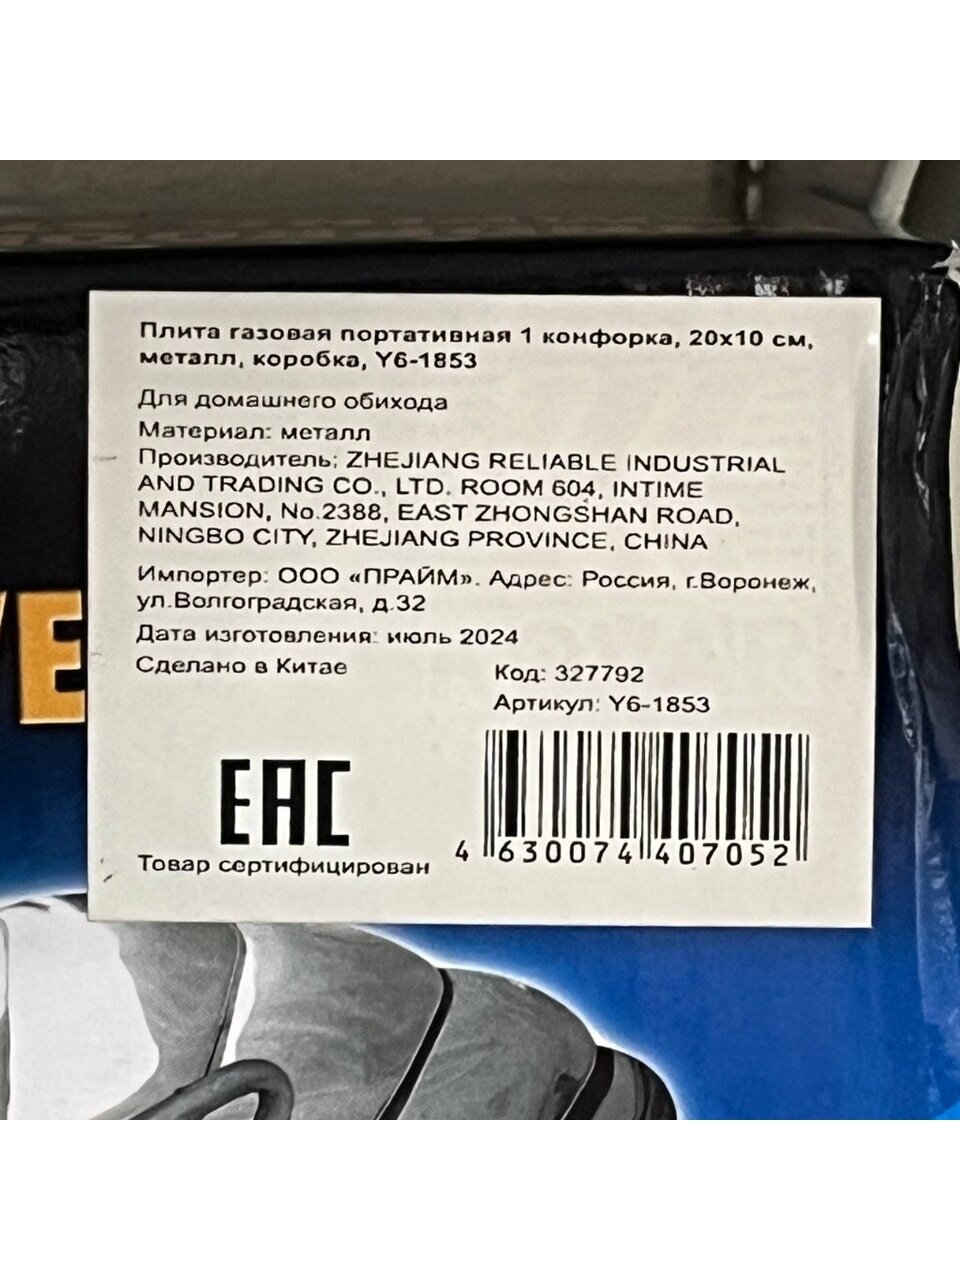 Плита газовая портативная 1 конфорка, 20х10 см,
металл, коробка, Y6-1853
Для домашнего обихода
Материал: металл
Производитель: ZHEJIANG RELIABLE INDUSTRIAL
AND TRADING CO., LTD. ROOM 604, INTIME
MANSION, No.2388, EAST ZHONGSHAN ROAD,
NINGBO CITY, ZHEJIANG PROVINCE, CHINA
Импортер: ООО «ПРАЙМ». Адрес: Россия, г.Воронеж,
ул.Волгоградская, д.32
Дата изготовления: июль 2024
Сделано в Китае
Код: 327792
Артикул: Y6-1853
EAC
Товар сертифицирован
4 630074 407052